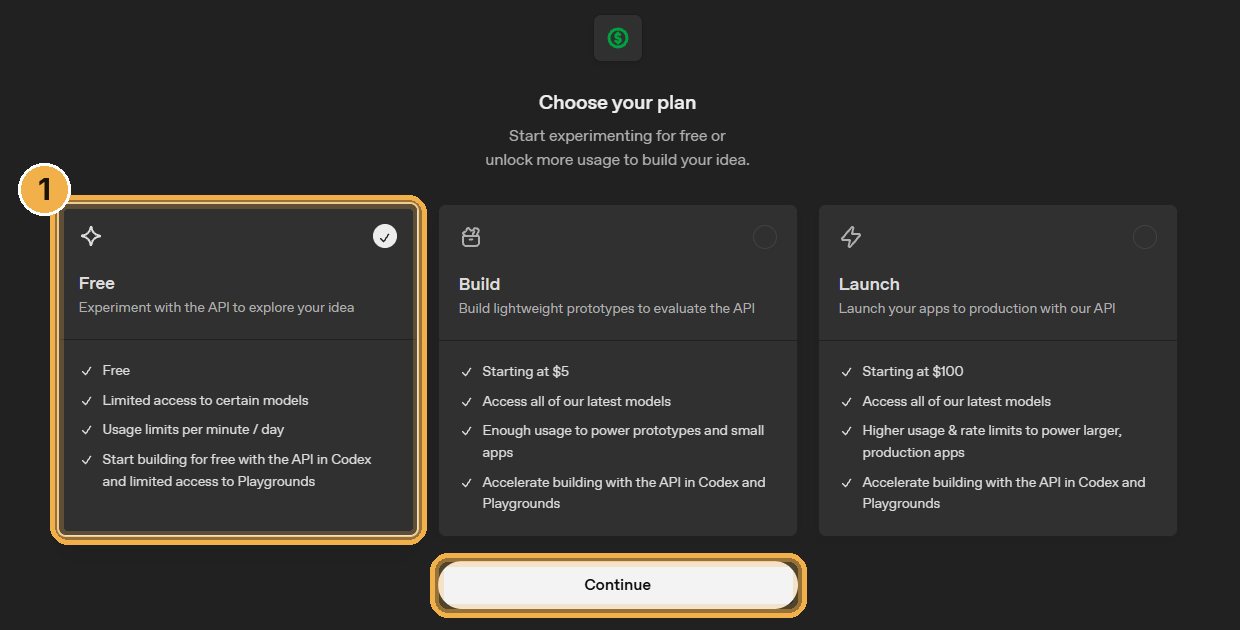 $
Choose your plan
Start experimenting for free or
unlock more usage to build your idea.
1
Free
Experiment with the API to explore your idea
Free
Limited access to certain models
Usage limits per minute / day
Start building for free with the API in Codex
and limited access to Playgrounds
Build
Build lightweight prototypes to evaluate the API
Starting at $5
Access all of our latest models
Enough usage to power prototypes and small
apps
Accelerate building with the API in Codex and
Playgrounds
Launch
Launch your apps to production with our API
Starting at $100
Access all of our latest models
Higher usage & rate limits to power larger,
production apps
Accelerate building with the API in Codex and
Playgrounds
Continue